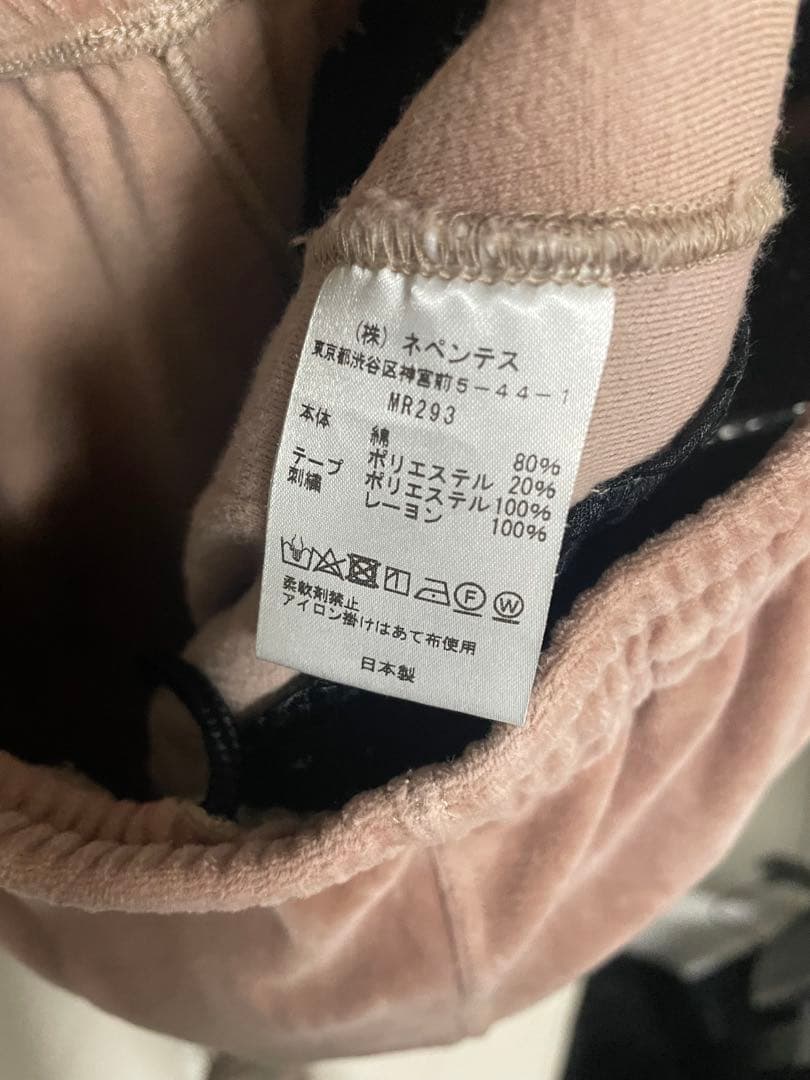 (株) ネペンテス
東京都渋谷区神宮前5-44-1
MR293
本体 綿 80%
ポリエステル 20%
テープ ポリエステル 100%
刺繍 レーヨン 100%
F W
柔軟剤禁止
アイロン掛けはあて布使用
日本製